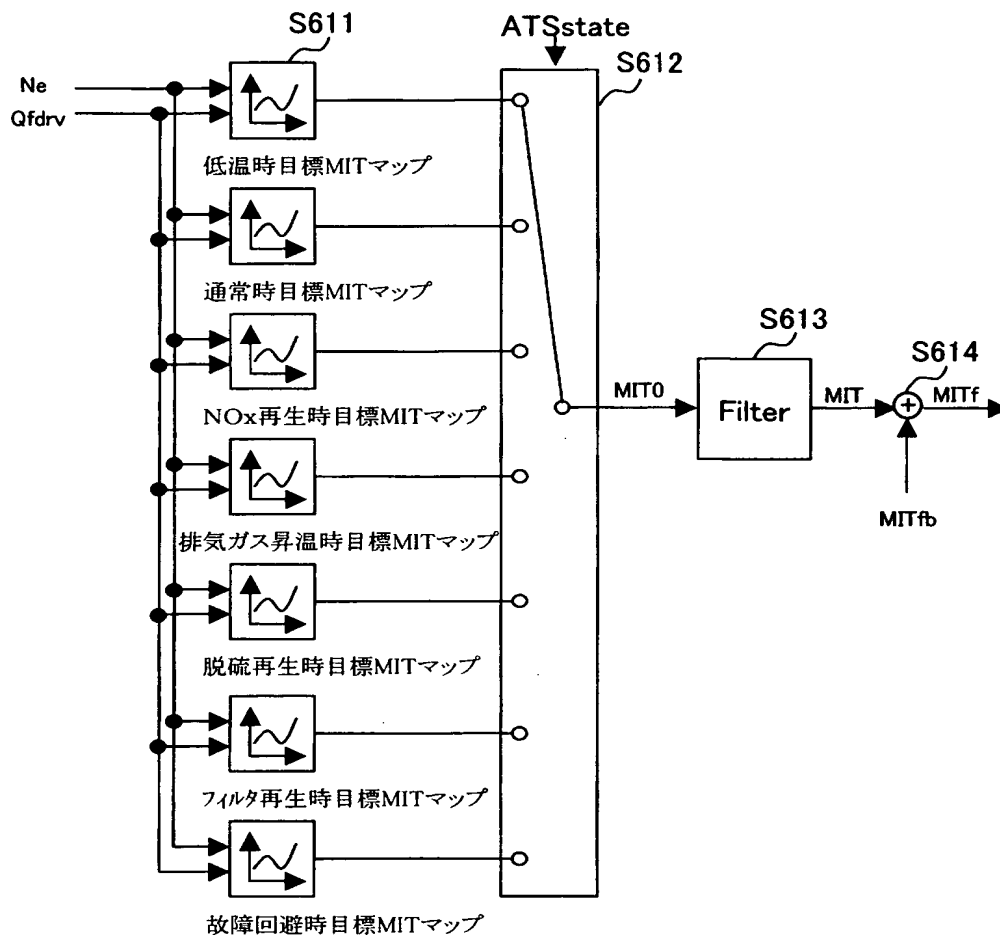 S611
ATSstate
S612
Ne
Qfdrv
低温時目標MITマップ
通常時目標MITマップ
S613
S614
MIT0
Filter
MIT
MITf
NOx再生時目標MITマップ
MITfb
排気ガス昇温時目標MITマップ
脱硫再生時目標MITマップ
フィルタ再生時目標MITマップ
故障回避時目標MITマップ